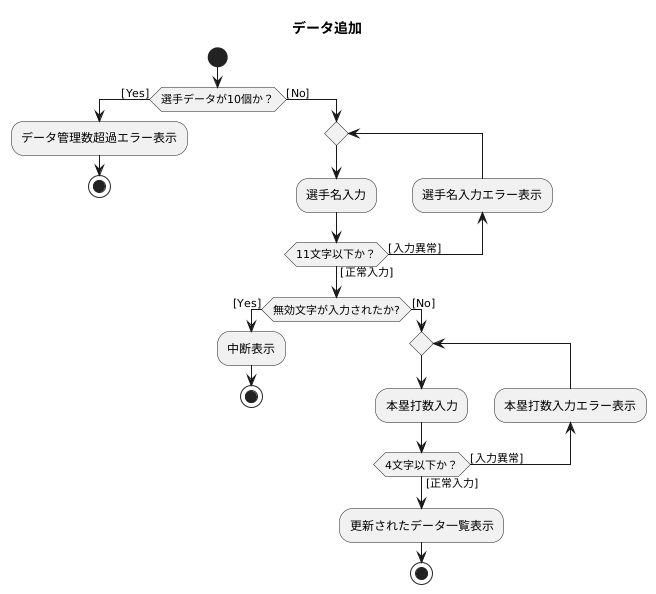 データ追加
[Yes]
選手データが10個か？
[No]
データ管理数超過エラー表示
選手名入力
選手名入力エラー表示
11文字以下か？
[入力異常]
[正常入力]
[Yes]
無効文字が入力されたか?
[No]
中断表示
本塁打数入力
本塁打数入力エラー表示
4文字以下か？
[入力異常]
[正常入力]
更新されたデータ一覧表示